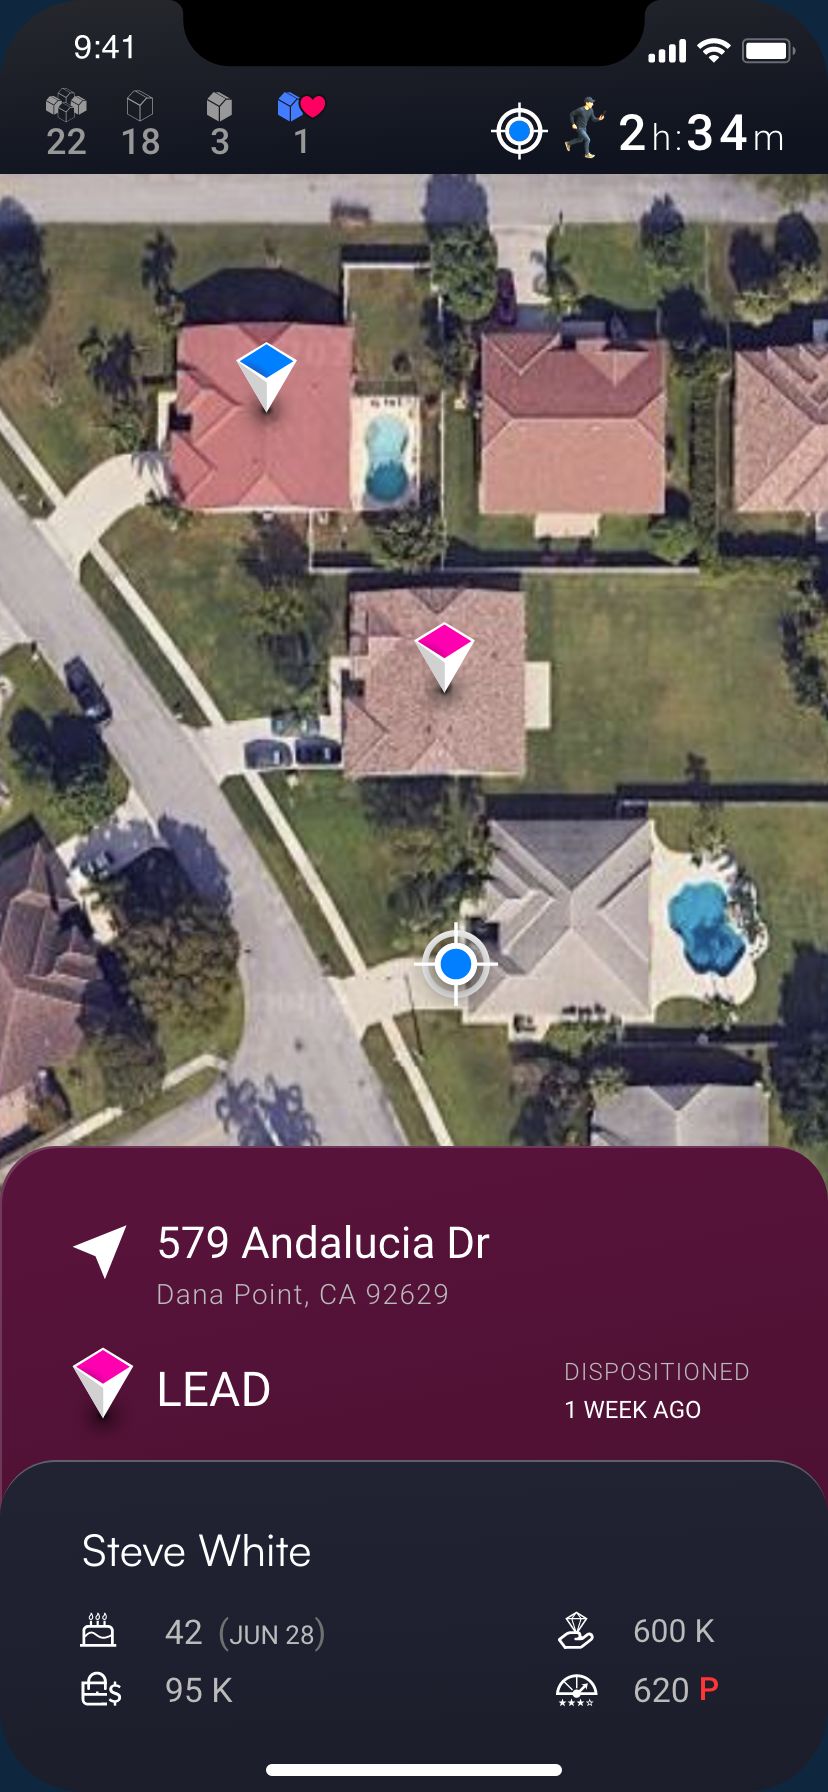 9:41
22 18 3 1
2h:34m
579 Andalucia Dr
Dana Point, CA 92629
LEAD
DISPOSITIONED
1 WEEK AGO
Steve White
42 (JUN 28)
600 K
95 K
620 P